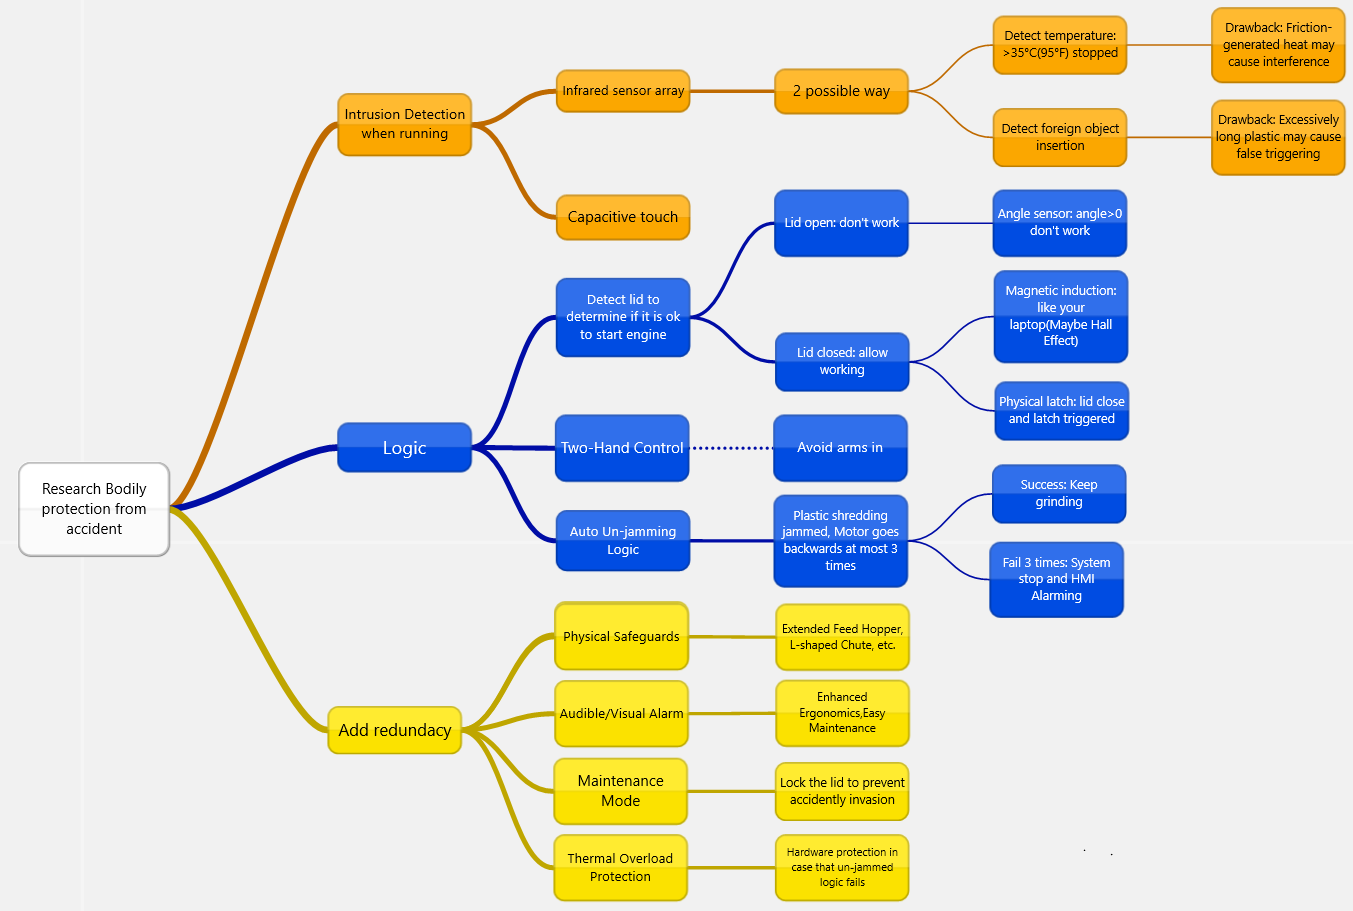 Research Bodily
protection from
accident
Intrusion Detection
when running
Infrared sensor array
2 possible way
Detect temperature:
>35°C(95°F) stopped
Drawback: Friction-
generated heat may
cause interference
Detect foreign object
insertion
Drawback: Excessively
long plastic may cause
false triggering
Capacitive touch
Logic
Detect lid to
determine if it is ok
to start engine
Lid open: don't work
Angle sensor: angle>0
don't work
Lid closed: allow
working
Magnetic induction:
like your
laptop(Maybe Hall
Effect)
Physical latch: lid close
and latch triggered
Two-Hand Control
Avoid arms in
Auto Un-jamming
Logic
Plastic shredding
jammed, Motor goes
backwards at most 3
times
Success: Keep
grinding
Fail 3 times: System
stop and HMI
Alarming
Add redundacy
Physical Safeguards
Extended Feed Hopper,
L-shaped Chute, etc.
Audible/Visual Alarm
Enhanced
Ergonomics,Easy
Maintenance
Maintenance
Mode
Lock the lid to prevent
accidently invasion
Thermal Overload
Protection
Hardware protection in
case that un-jammed
logic fails